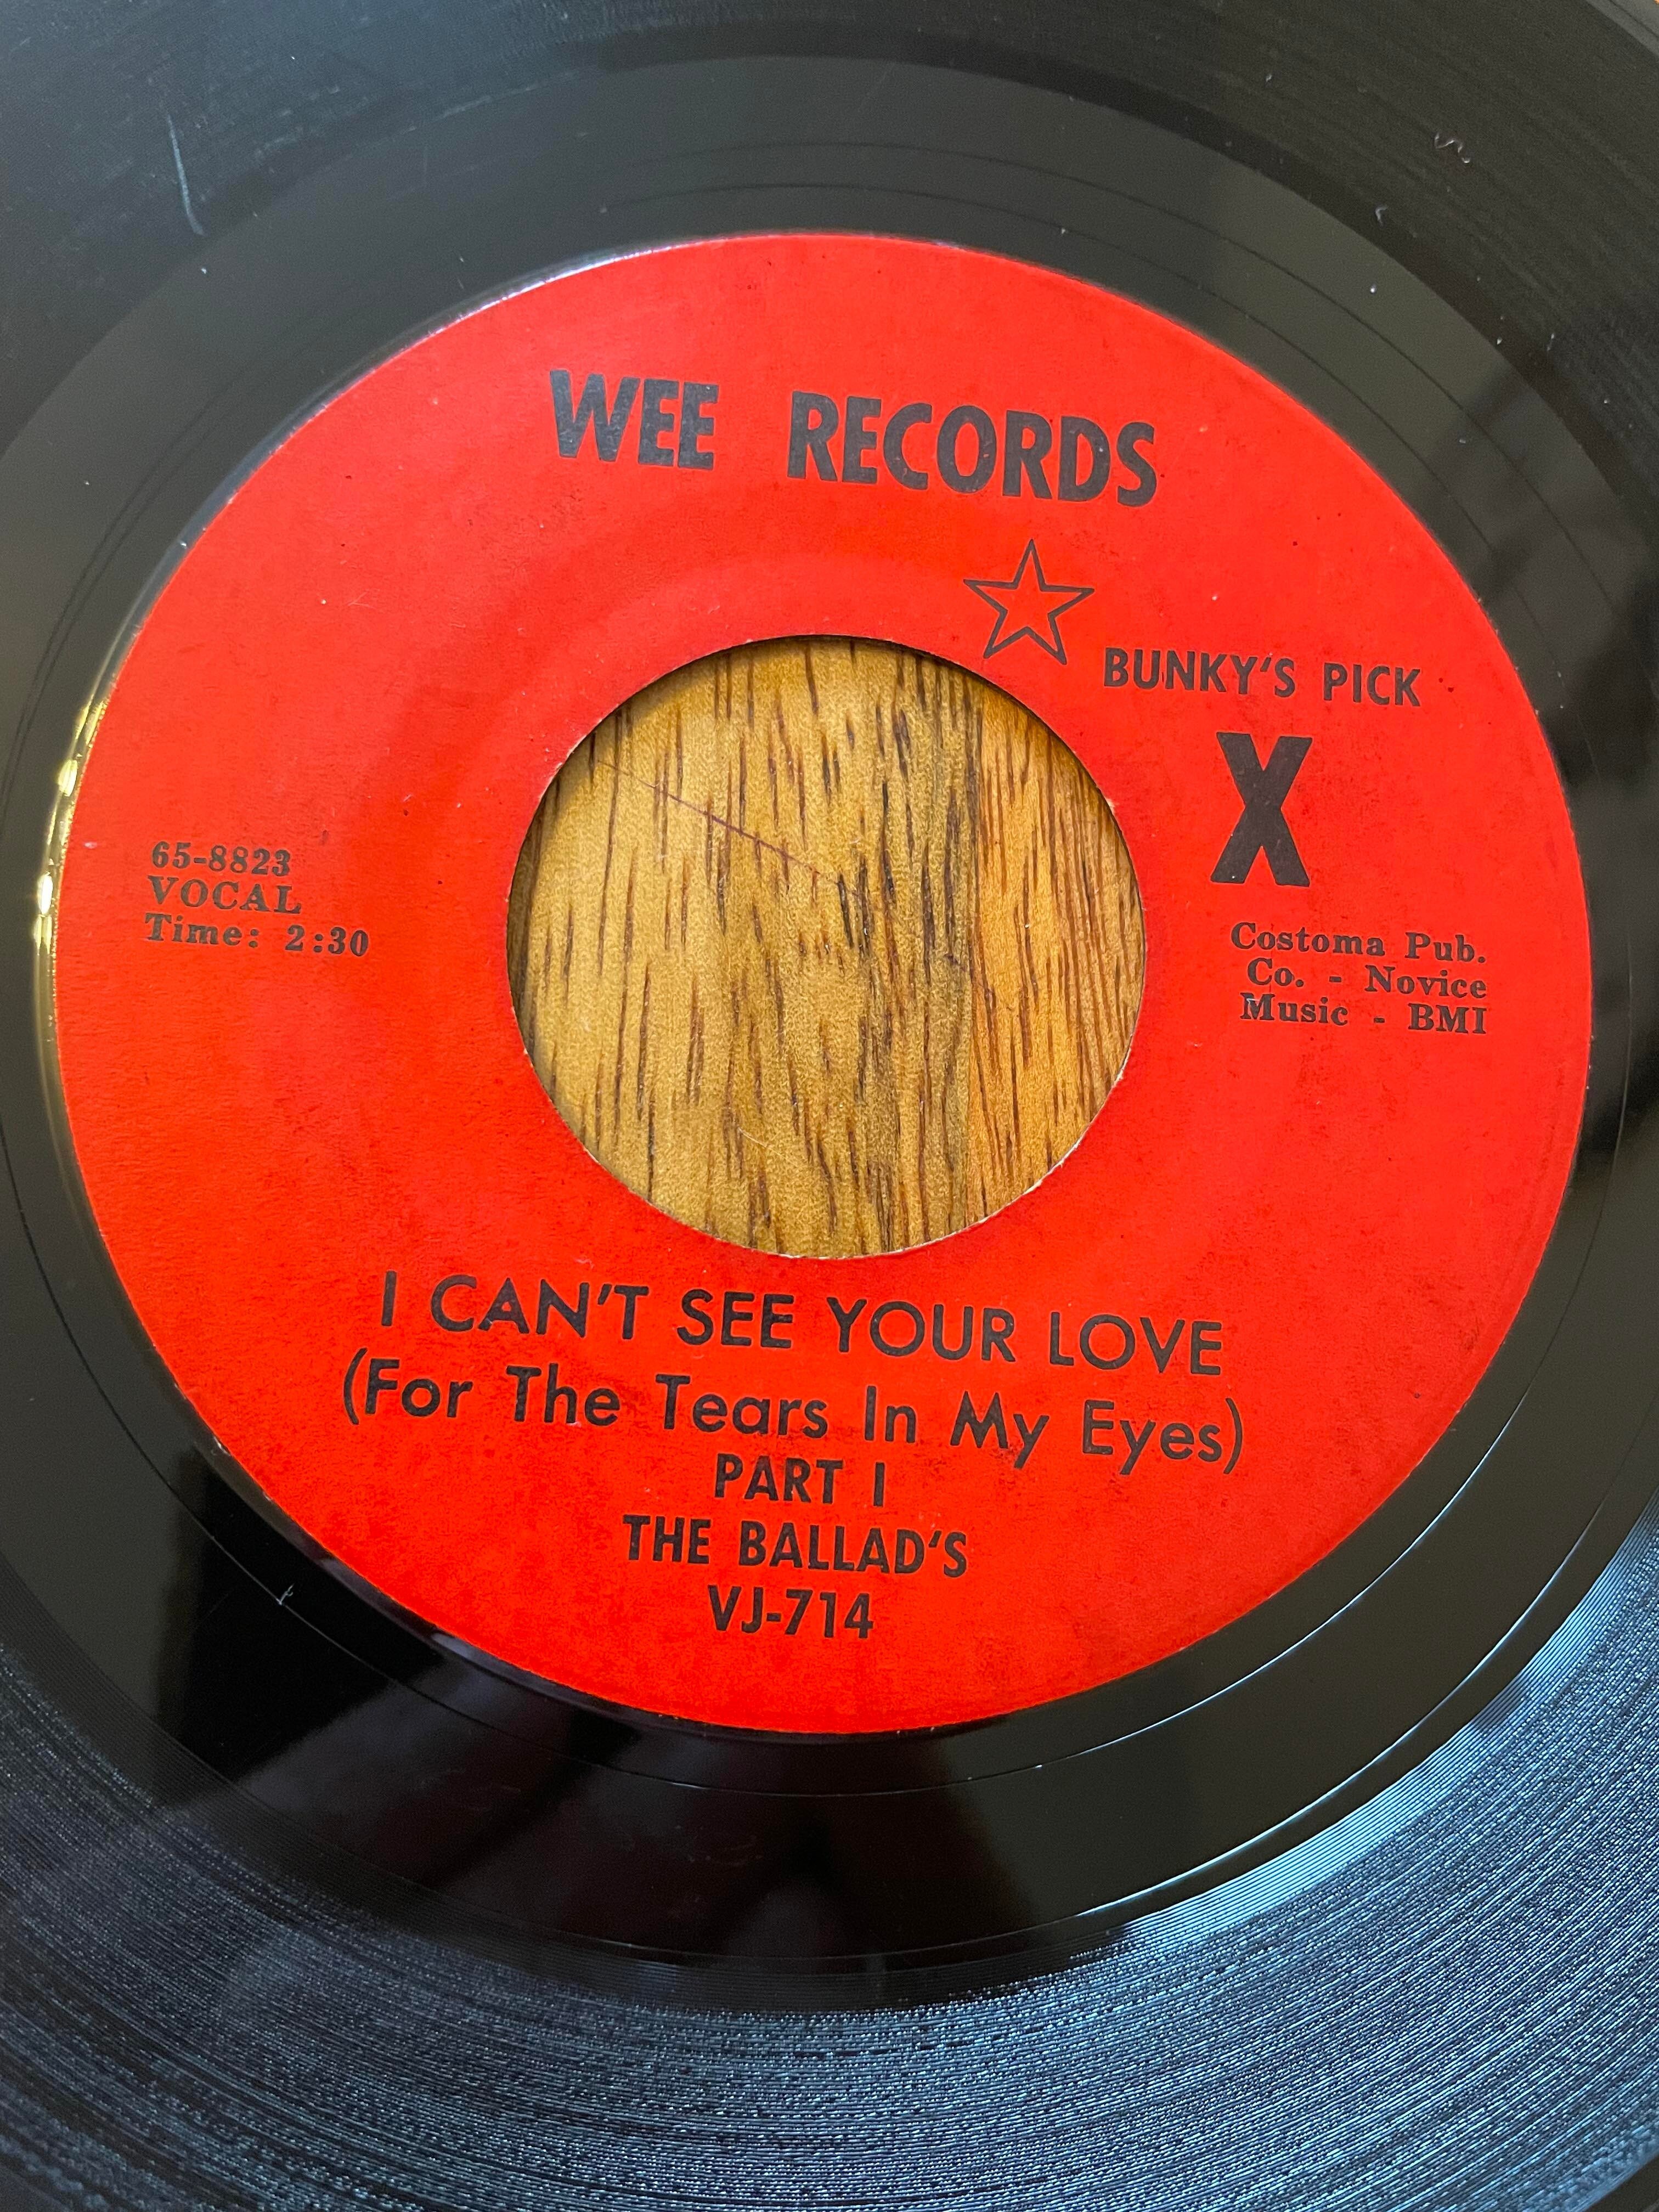 WEE RECORDS
BUNKY'S PICK
X
65-8823
VOCAL
Time: 2:30
Costoma Pub.
Co. - Novice
Music - BMI
I CAN'T SEE YOUR LOVE
(For The Tears In My Eyes)
PART I
THE BALLAD'S
VJ-714